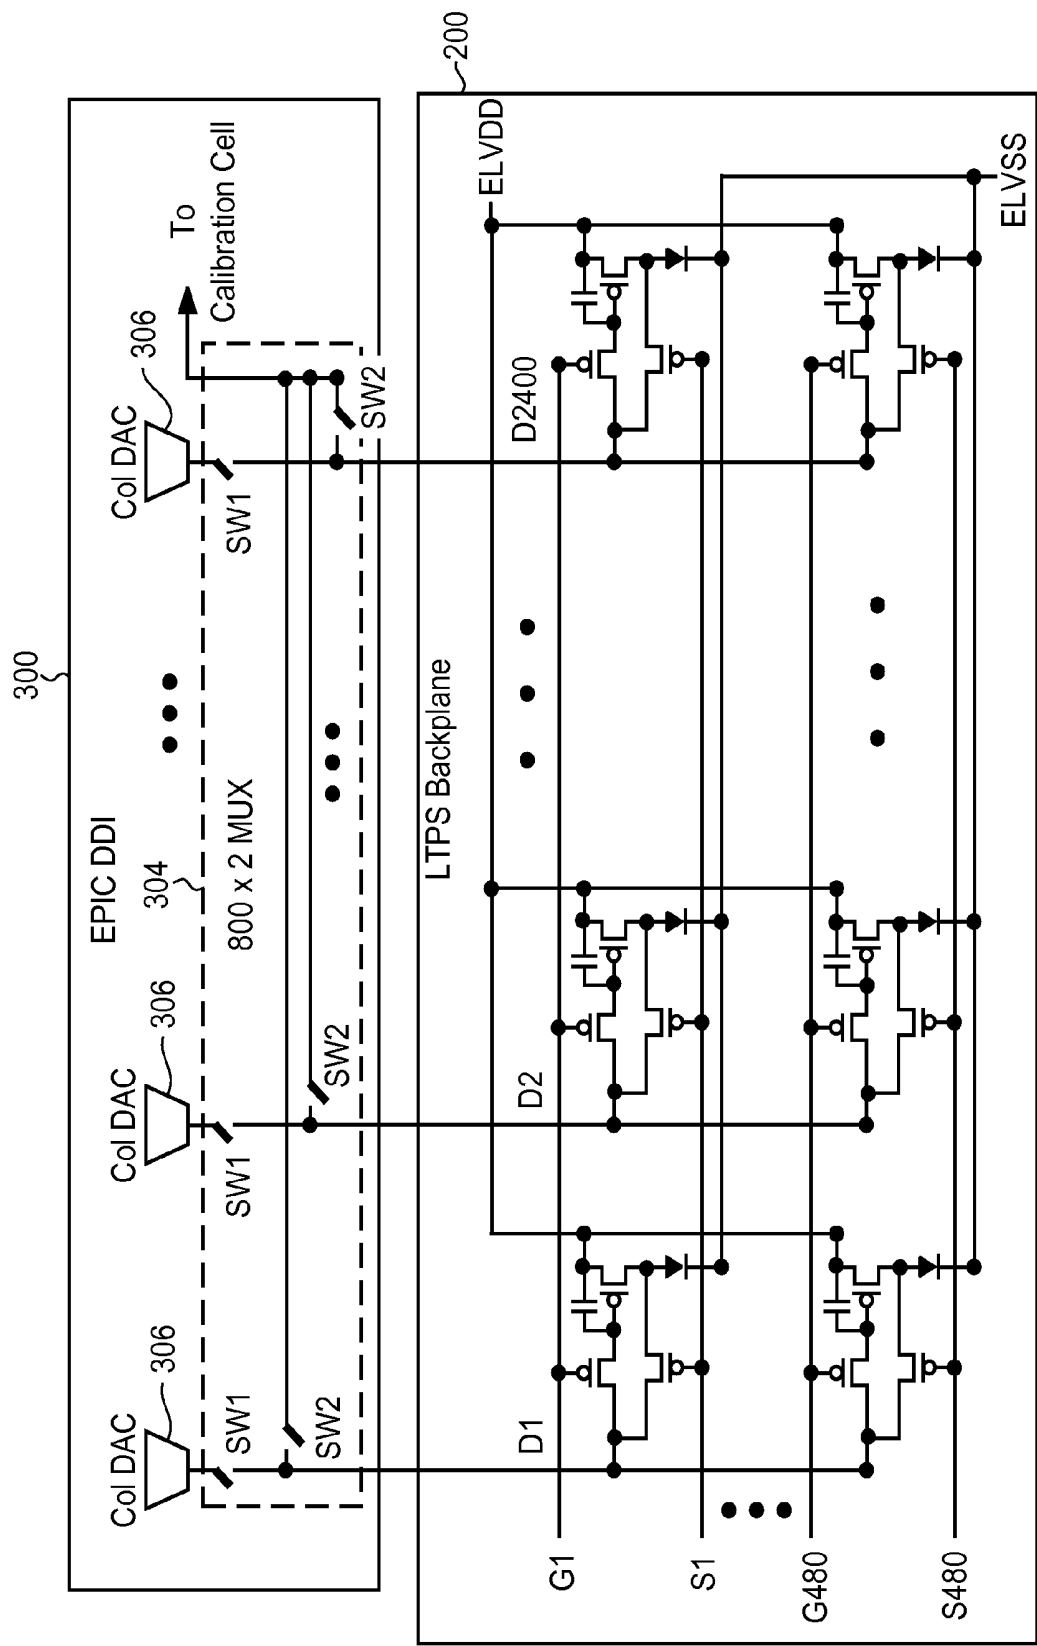 300
EPIC DDI
304
Col DAC
306
Col DAC
306
Col DAC
306
To
Calibration Cell
SW1
SW1
SW1
800 x 2 MUX
SW2
SW2
SW2
200
LTPS Backplane
ELVDD
D1
D2
D2400
G1
S1
G480
S480
ELVSS